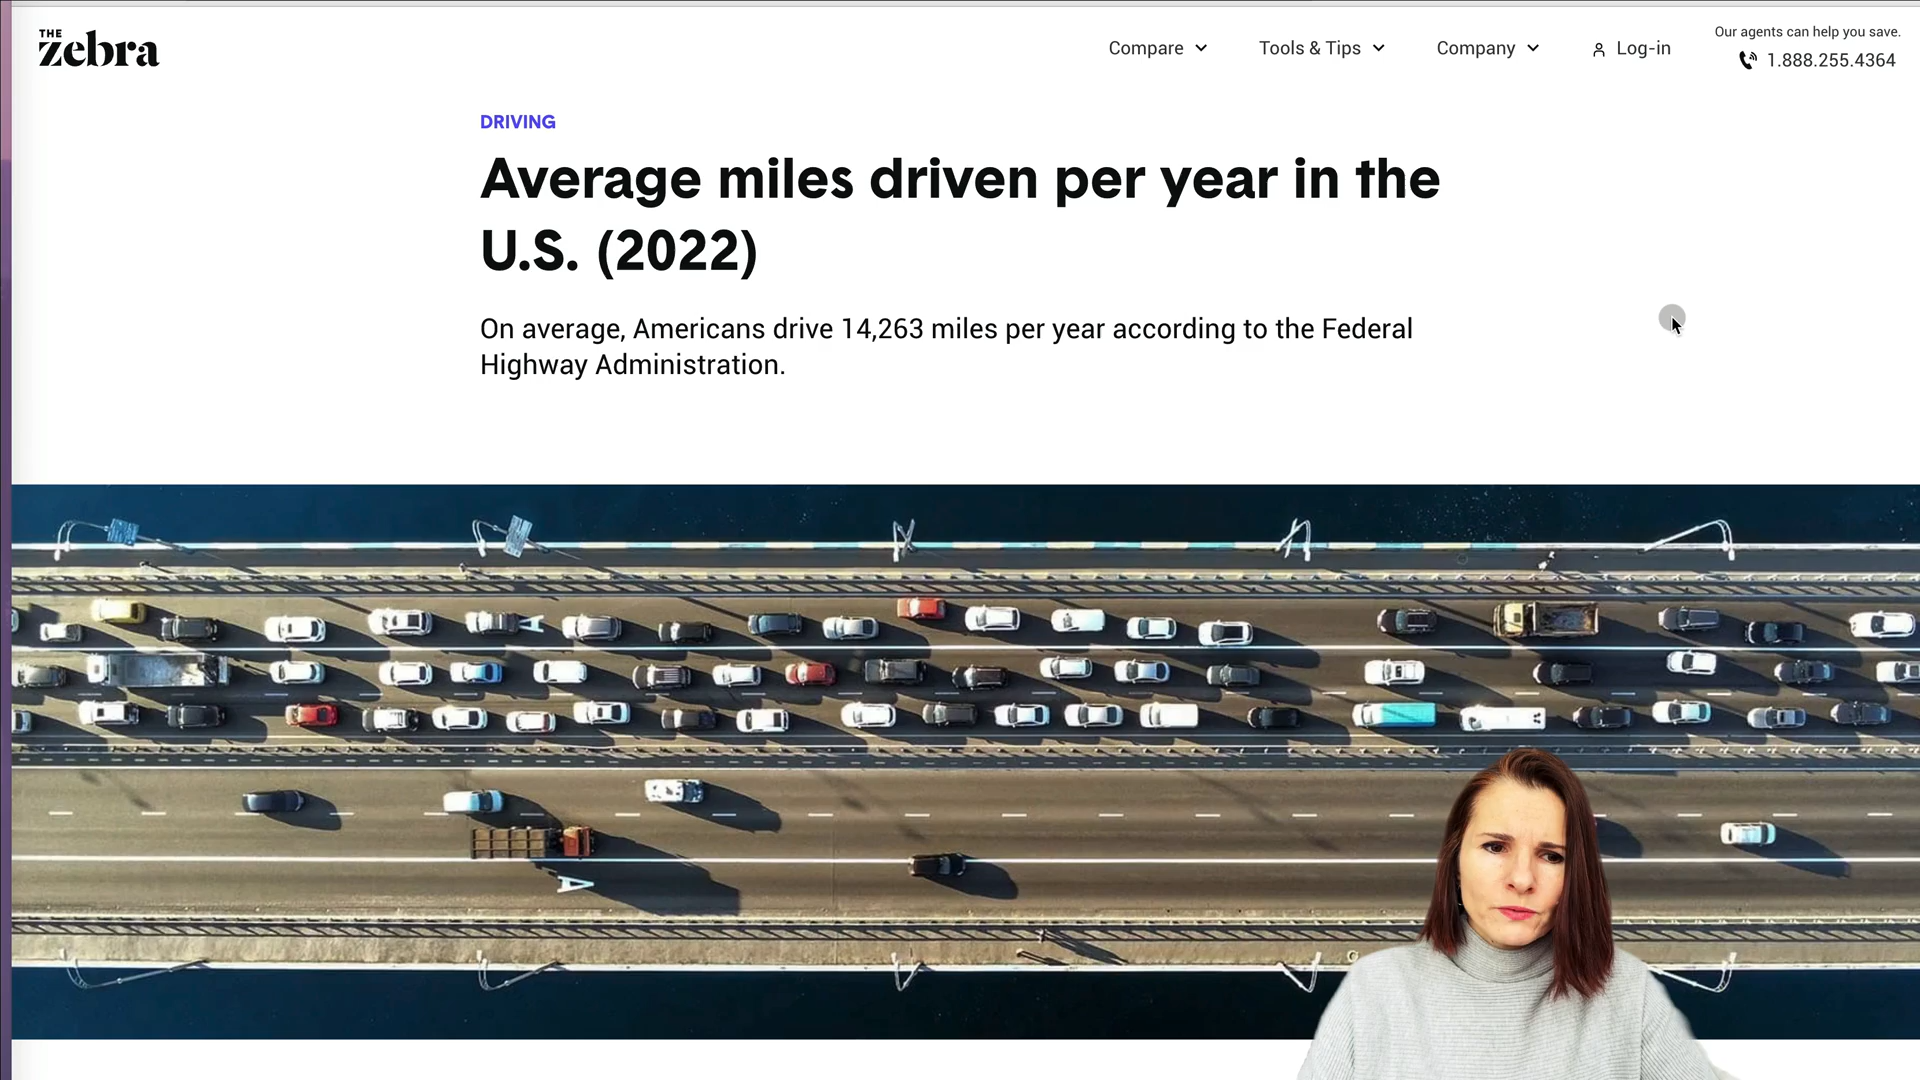 THE
zebra
Compare
Tools & Tips
Company
Log-in
Our agents can help you save.
1.888.255.4364
DRIVING
Average miles driven per year in the
U.S. (2022)
On average, Americans drive 14,263 miles per year according to the Federal
Highway Administration.
A
A